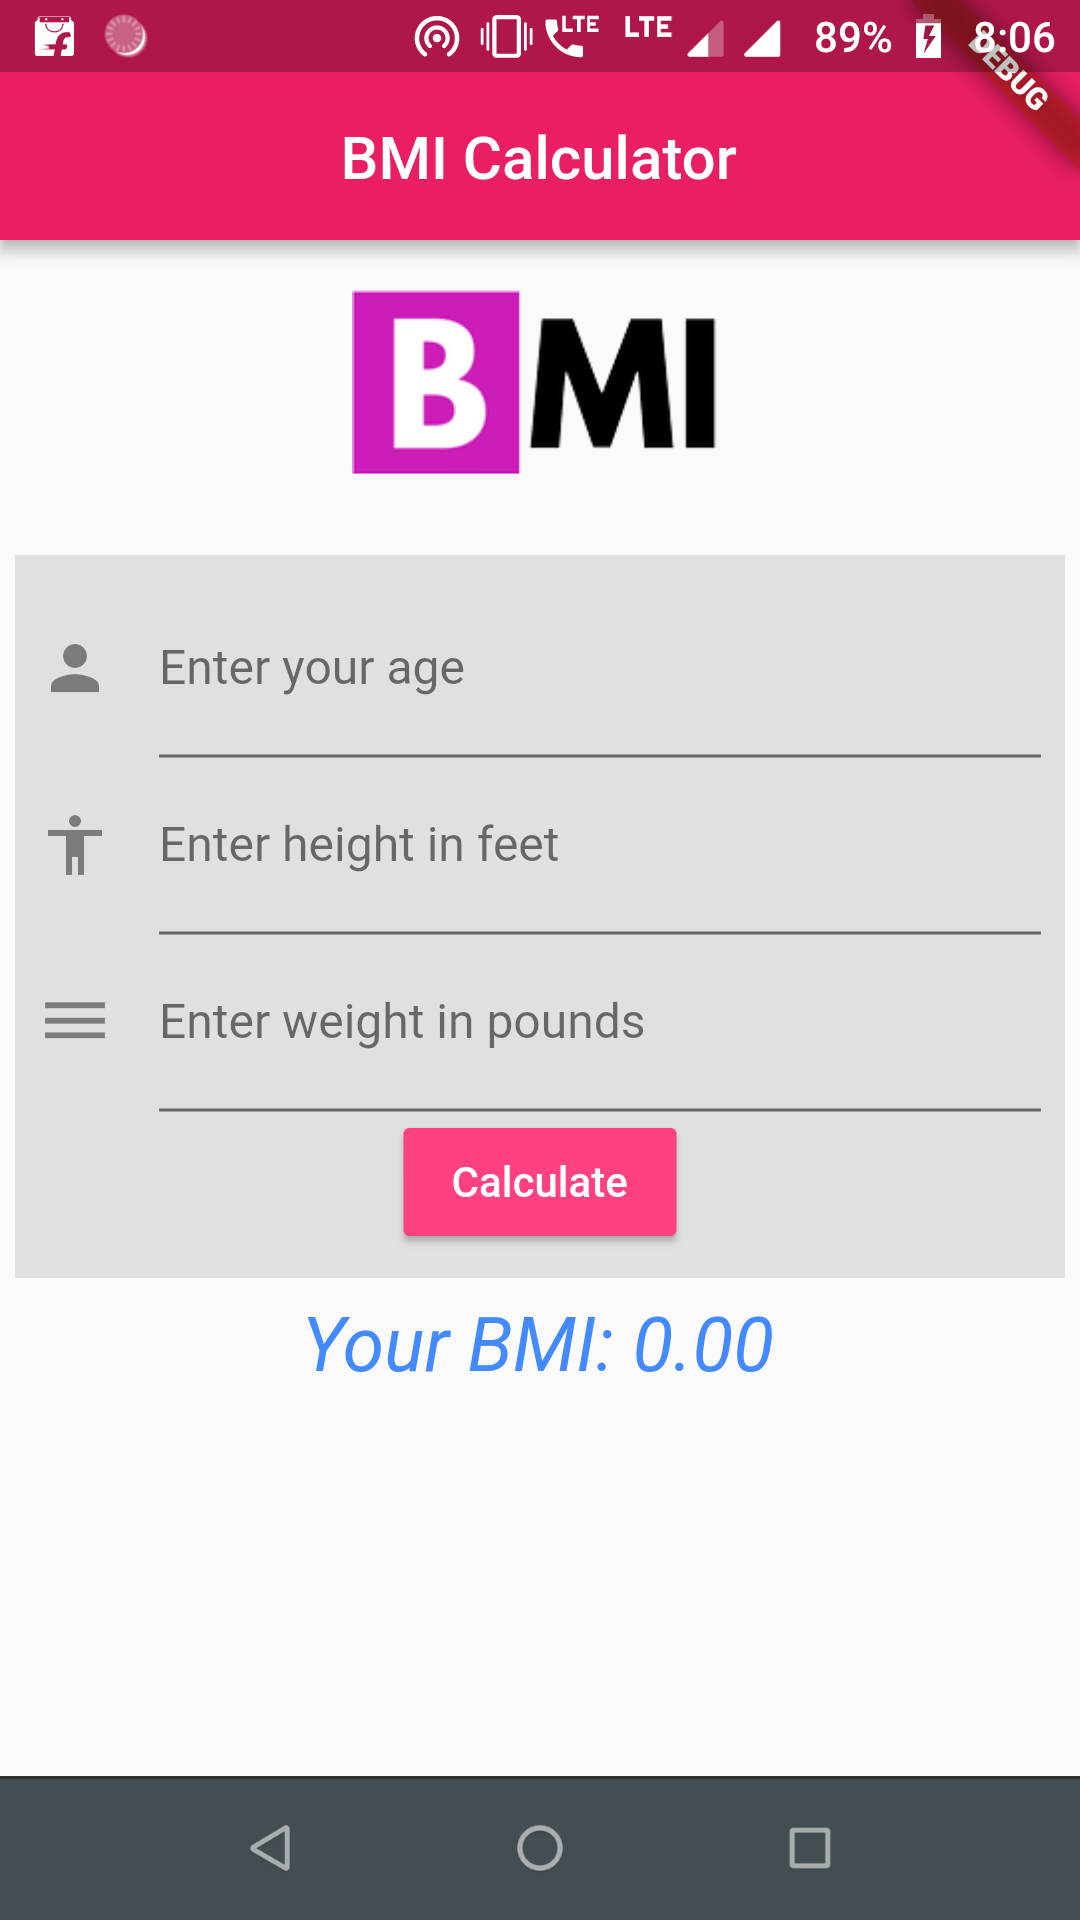 LTE LTE 89% 8:06
DEBUG
BMI Calculator
BMI
Enter your age
Enter height in feet
Enter weight in pounds
Calculate
Your BMI: 0.00